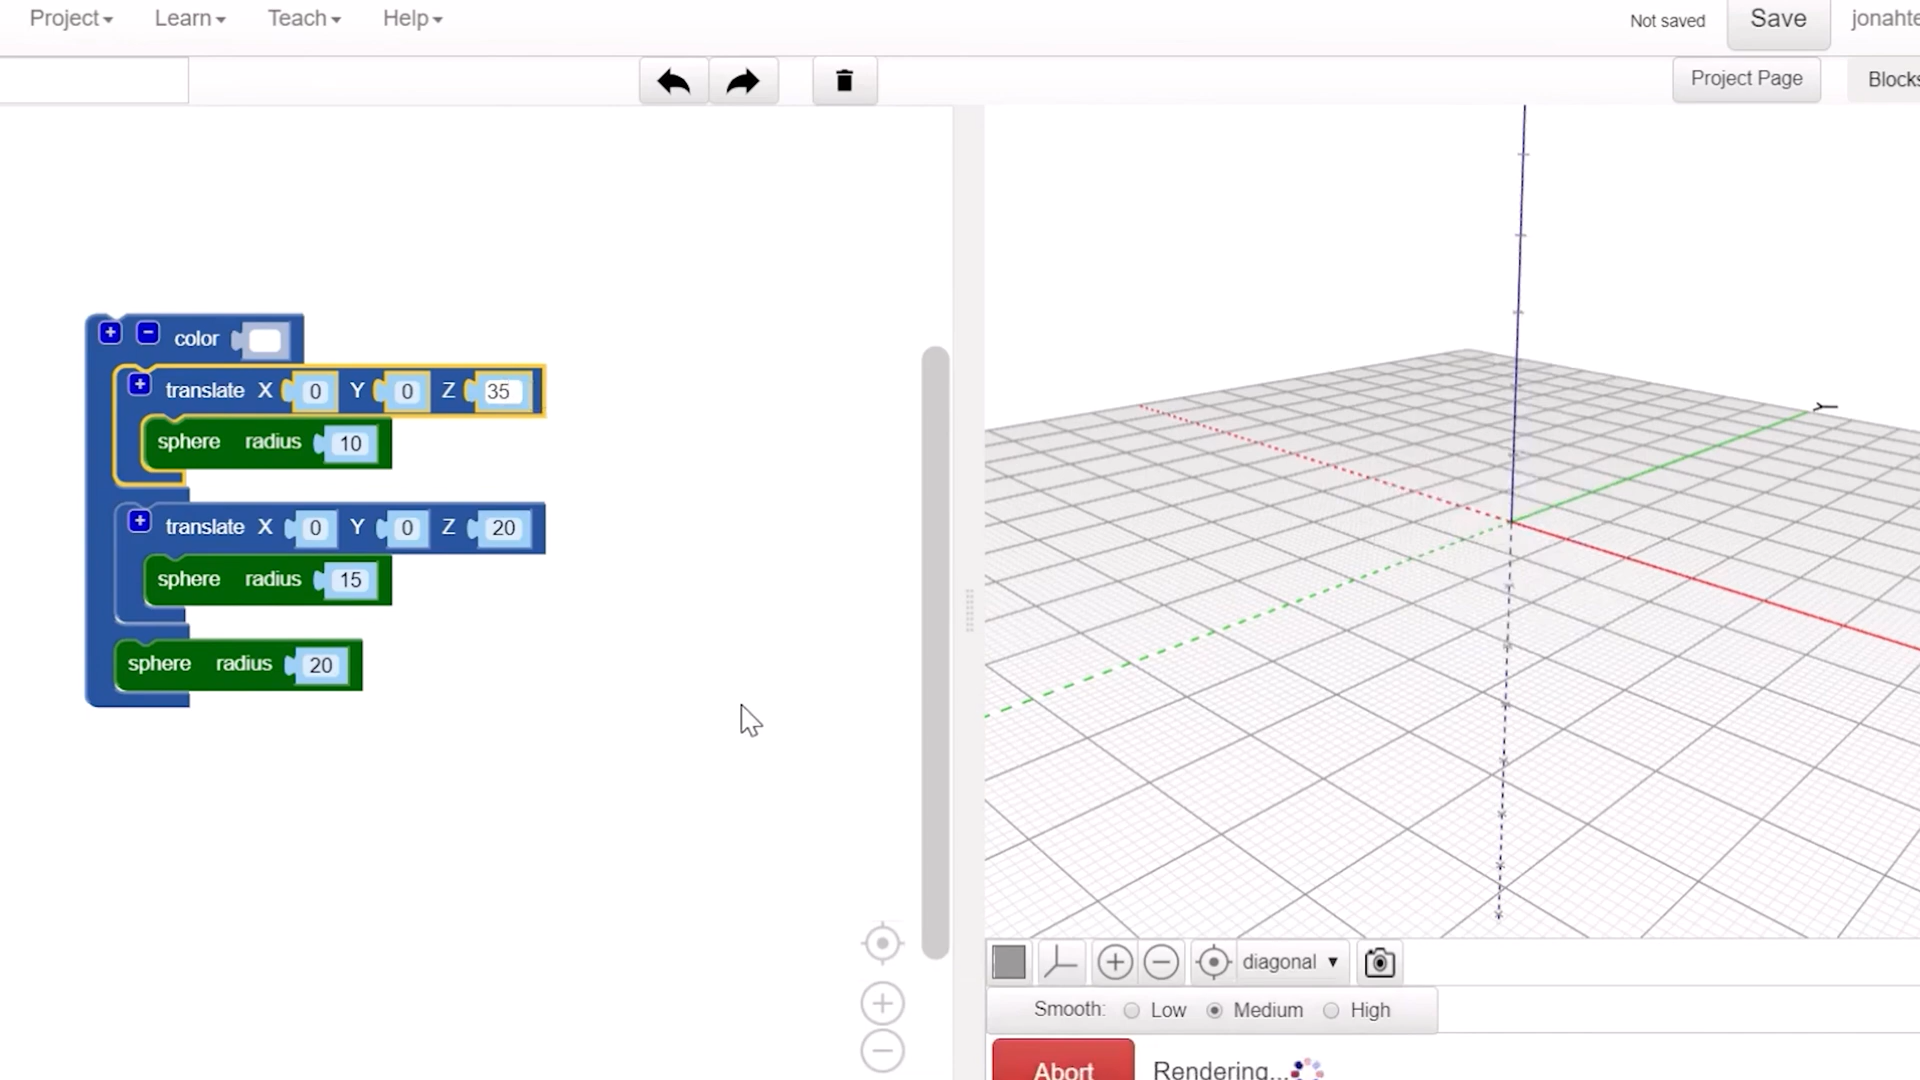 Project Learn Teach Help Not saved Save
Project Page
color
translate X 0 Y 0 Z 35
sphere radius 10
translate X 0 Y 0 Z 20
sphere radius 15
sphere radius 20
Y
diagonal
Smooth: Low Medium High
Abort Rendering...